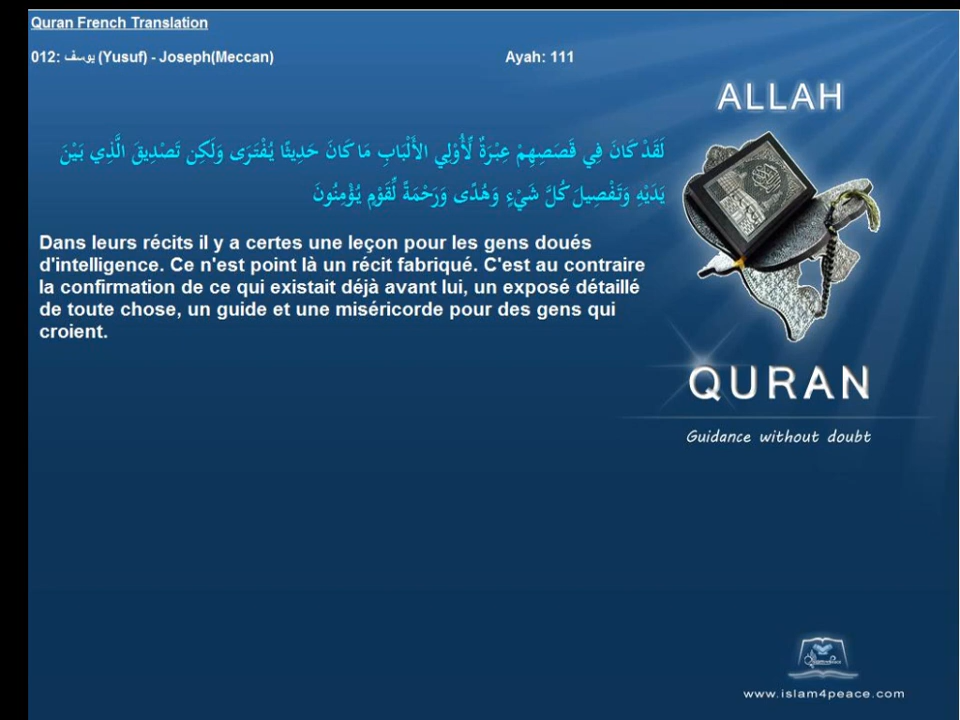 Quran French Translation
012: يوسف (Yusuf) - Joseph(Meccan) Ayah: 111
ALLAH
لَقَدْ كَانَ فِي قَصَصِهِمْ عِبْرَةٌ لِّأُوْلِي الأَلْبَابِ مَا كَانَ حَدِيثًا يُفْتَرَى وَلَكِن تَصْدِيقَ الَّذِي بَيْنَ
يَدَيْهِ وَتَفْصِيلَ كُلَّ شَيْءٍ وَهُدًى وَرَحْمَةً لِّقَوْمٍ يُؤْمِنُونَ
Dans leurs récits il y a certes une leçon pour les gens doués
d'intelligence. Ce n'est point là un récit fabriqué. C'est au contraire
la confirmation de ce qui existait déjà avant lui, un exposé détaillé
de toute chose, un guide et une miséricorde pour des gens qui
croient.
QURAN
Guidance without doubt
www.islam4peace.com